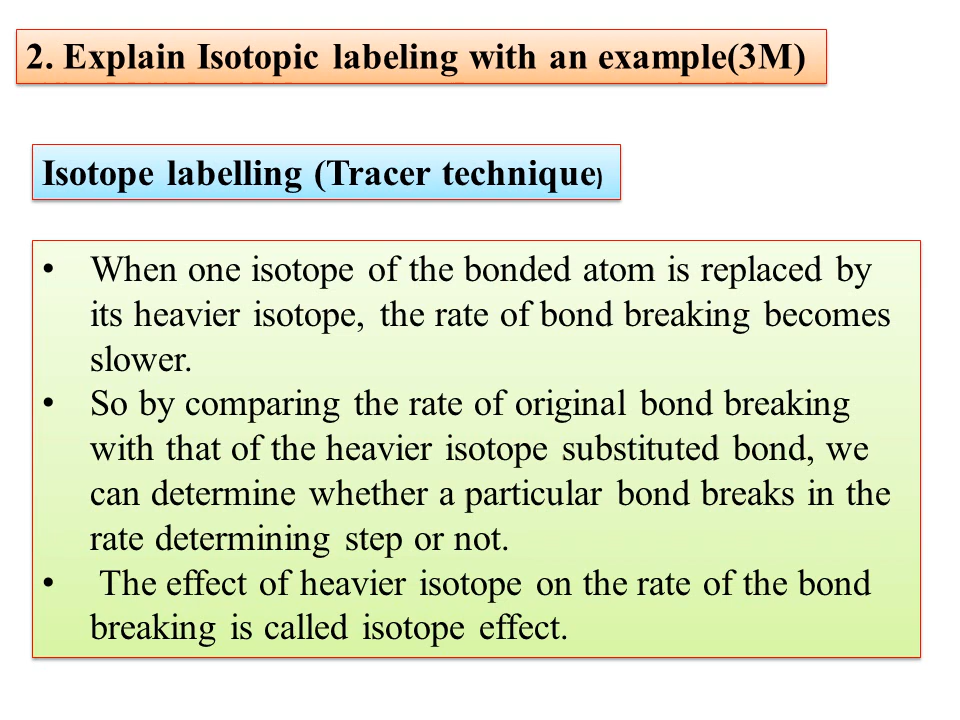 2. Explain Isotopic labeling with an example(3M)
Isotope labelling (Tracer technique)
• When one isotope of the bonded atom is replaced by
its heavier isotope, the rate of bond breaking becomes
slower.
• So by comparing the rate of original bond breaking
with that of the heavier isotope substituted bond, we
can determine whether a particular bond breaks in the
rate determining step or not.
• The effect of heavier isotope on the rate of the bond
breaking is called isotope effect.